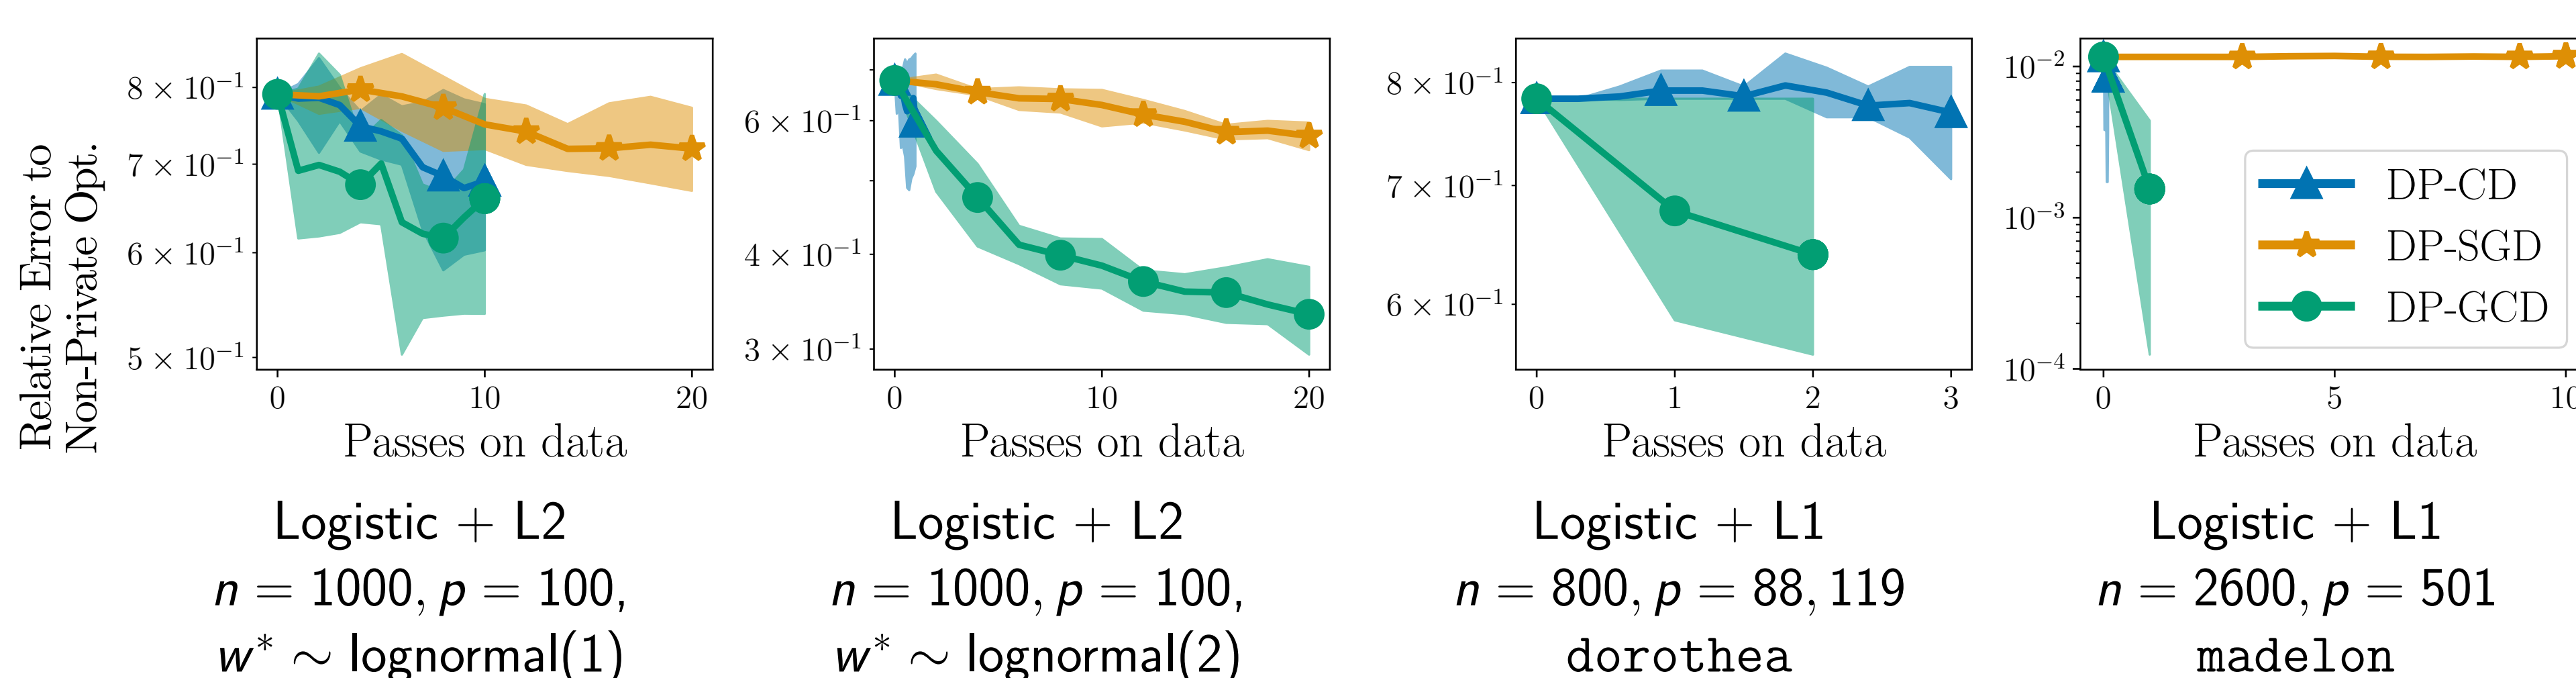 Relative Error to
Non-Private Opt.
8 × 10⁻¹
7 × 10⁻¹
6 × 10⁻¹
5 × 10⁻¹
0 10 20
Passes on data
Logistic + L2
n = 1000, p = 100,
w* ∼ lognormal(1)
6 × 10⁻¹
4 × 10⁻¹
3 × 10⁻¹
0 10 20
Passes on data
Logistic + L2
n = 1000, p = 100,
w* ∼ lognormal(2)
8 × 10⁻¹
7 × 10⁻¹
6 × 10⁻¹
0 1 2 3
Passes on data
Logistic + L1
n = 800, p = 88, 119
dorothea
10⁻²
10⁻³
10⁻⁴
DP-CD
DP-SGD
DP-GCD
0 5 10
Passes on data
Logistic + L1
n = 2600, p = 501
madelon